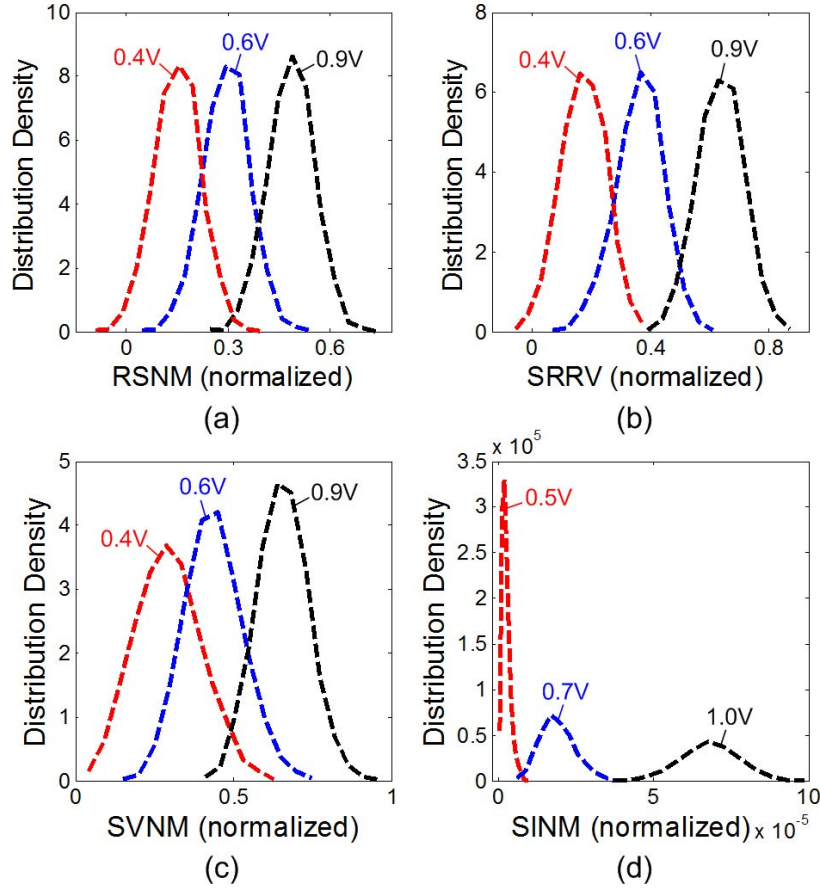 10
8
6
4
2
0
Distribution Density
0.4V
0.6V
0.9V
0 0.3 0.6
RSNM (normalized)
(a)
8
6
4
2
0
Distribution Density
0.4V
0.6V
0.9V
0 0.4 0.8
SRRV (normalized)
(b)
5
4
3
2
1
0
Distribution Density
0.4V
0.6V
0.9V
0 0.5 1
SVNM (normalized)
(c)
x 10^5
3.5
3.0
2.5
2.0
1.5
1.0
0.5
0
Distribution Density
0.5V
0.7V
1.0V
0 5 10
SINM (normalized) x 10^-5
(d)